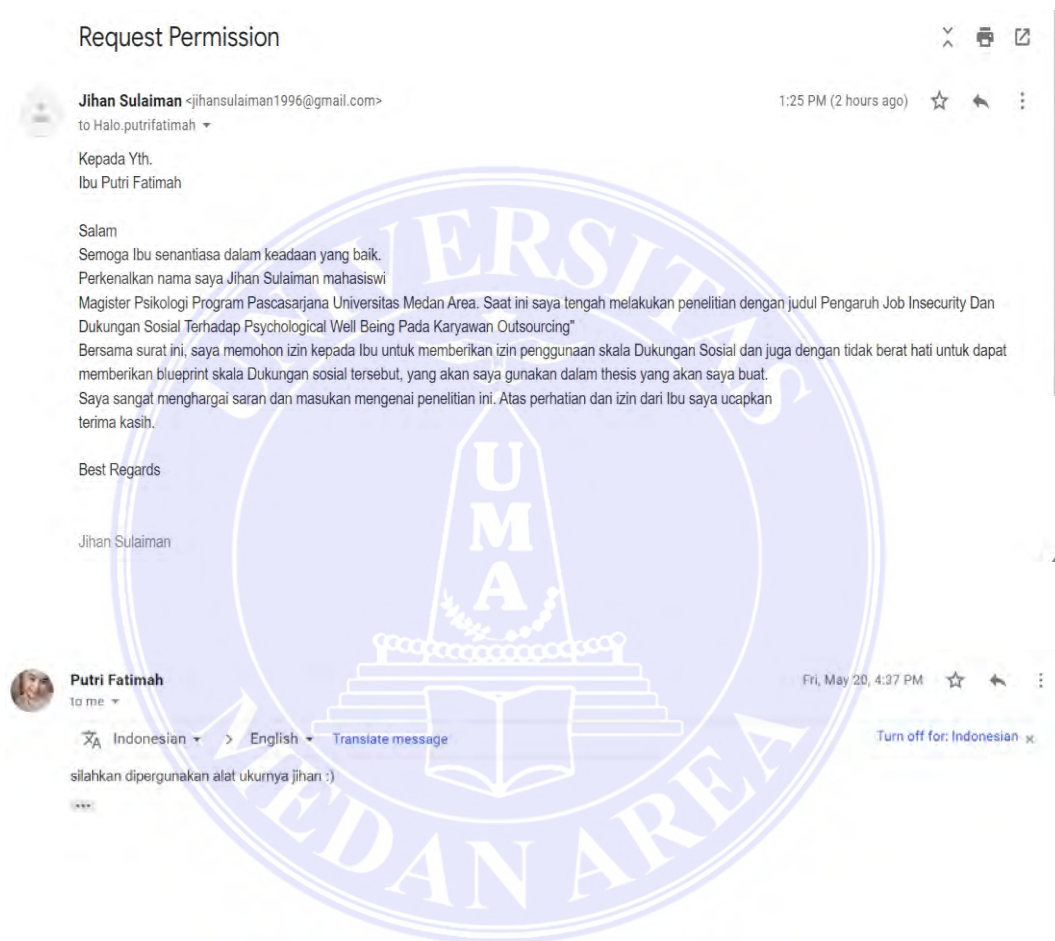 Request Permission
Jihan Sulaiman <jihansulaiman1996@gmail.com>
1:25 PM (2 hours ago)
to Halo.putrifatimah
Kepada Yth.
Ibu Putri Fatimah
Salam
Semoga Ibu senantiasa dalam keadaan yang baik.
Perkenalkan nama saya Jihan Sulaiman mahasiswi
Magister Psikologi Program Pascasarjana Universitas Medan Area. Saat ini saya tengah melakukan penelitian dengan judul Pengaruh Job Insecurity Dan
Dukungan Sosial Terhadap Psychological Well Being Pada Karyawan Outsourcing"
Bersama surat ini, saya memohon izin kepada Ibu untuk memberikan izin penggunaan skala Dukungan Sosial dan juga dengan tidak berat hati untuk dapat
memberikan blueprint skala Dukungan sosial tersebut, yang akan saya gunakan dalam thesis yang akan saya buat.
Saya sangat menghargai saran dan masukan mengenai penelitian ini. Atas perhatian dan izin dari Ibu saya ucapkan
terima kasih.
Best Regards
Jihan Sulaiman
Putri Fatimah
Fri, May 20, 4:37 PM
to me
Indonesian > English Translate message
Turn off for: Indonesian x
silahkan dipergunakan alat ukurnya jihan :)
...
UNIVERSITAS
UMA
MEDAN AREA